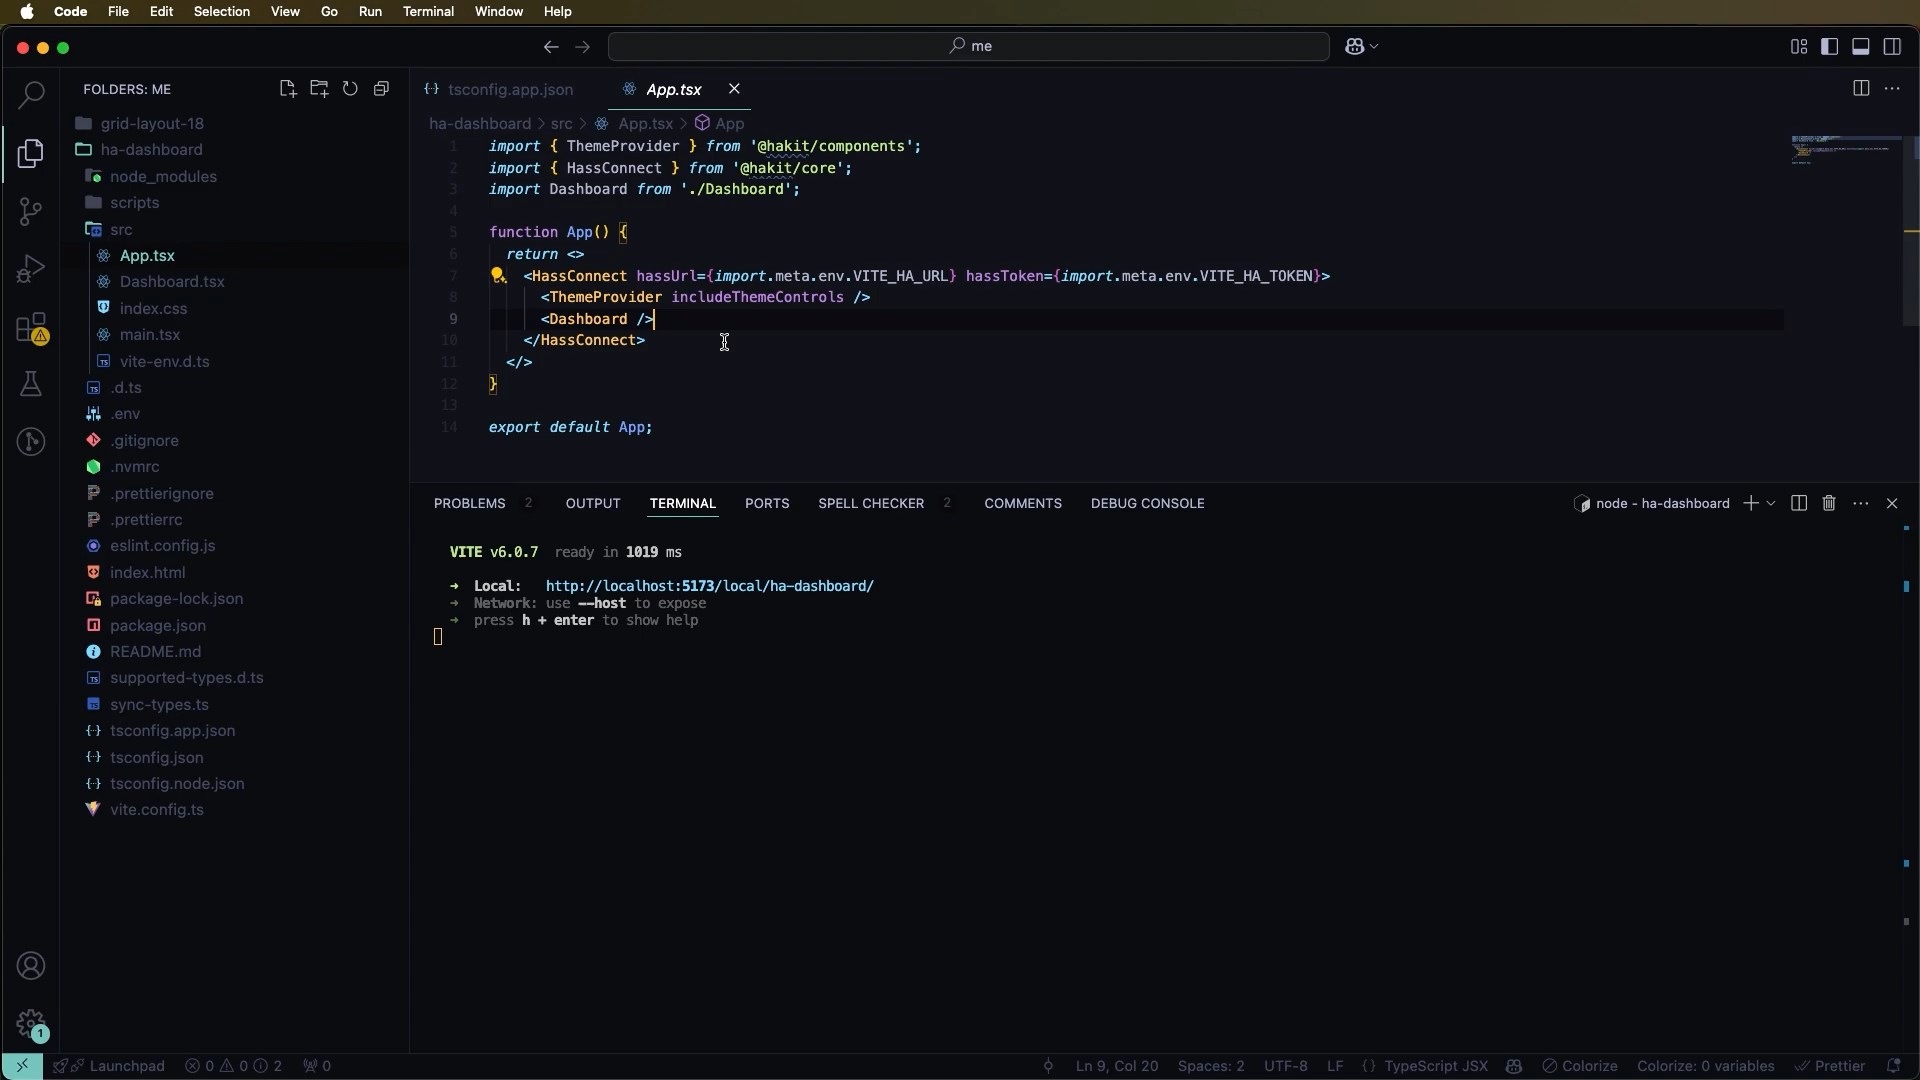 Code File Edit Selection View Go Run Terminal Window Help
me
FOLDERS: ME
grid-layout-18
ha-dashboard
node_modules
scripts
src
App.tsx
Dashboard.tsx
index.css
main.tsx
vite-env.d.ts
.d.ts
.env
.gitignore
.nvmrc
.prettierignore
.prettierrc
eslint.config.js
index.html
package-lock.json
package.json
README.md
supported-types.d.ts
sync-types.ts
tsconfig.app.json
tsconfig.json
tsconfig.node.json
vite.config.ts
1
tsconfig.app.json App.tsx
ha-dashboard > src > App.tsx > App
1 import { ThemeProvider } from '@hakit/components';
2 import { HassConnect } from '@hakit/core';
3 import Dashboard from './Dashboard';
4
5 function App() {
6 return <>
7 <HassConnect hassUrl={import.meta.env.VITE_HA_URL} hassToken={import.meta.env.VITE_HA_TOKEN}>
8 <ThemeProvider includeThemeControls />
9 <Dashboard />
10 </HassConnect>
11 </>
12 }
13
14 export default App;
PROBLEMS 2 OUTPUT TERMINAL PORTS SPELL CHECKER 2 COMMENTS DEBUG CONSOLE node - ha-dashboard
VITE v6.0.7 ready in 1019 ms
➜ Local: http://localhost:5173/local/ha-dashboard/
➜ Network: use --host to expose
➜ press h + enter to show help
Launchpad 0 0 2 0 Ln 9, Col 20 Spaces: 2 UTF-8 LF {} TypeScript JSX Colorize Colorize: 0 variables Prettier